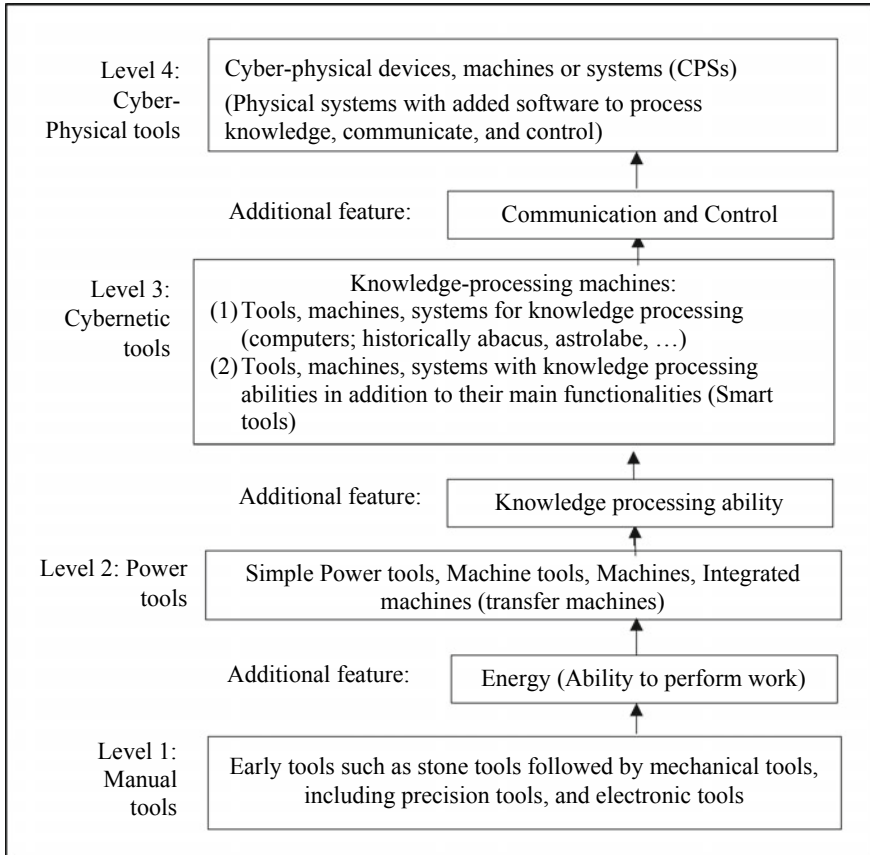 Level 4:
Cyber-
Physical tools
Cyber-physical devices, machines or systems (CPSs)
(Physical systems with added software to process
knowledge, communicate, and control)
Additional feature:
Communication and Control
Level 3:
Cybernetic
tools
Knowledge-processing machines:
(1) Tools, machines, systems for knowledge processing
(computers; historically abacus, astrolabe, …)
(2) Tools, machines, systems with knowledge processing
abilities in addition to their main functionalities (Smart
tools)
Additional feature:
Knowledge processing ability
Level 2: Power
tools
Simple Power tools, Machine tools, Machines, Integrated
machines (transfer machines)
Additional feature:
Energy (Ability to perform work)
Level 1:
Manual
tools
Early tools such as stone tools followed by mechanical tools,
including precision tools, and electronic tools